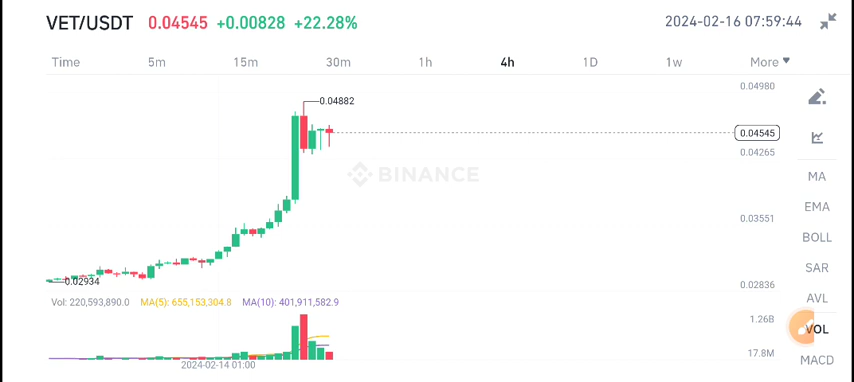 VET/USDT 0.04545 +0.00828 +22.28% 2024-02-16 07:59:44
Time 5m 15m 30m 1h 4h 1D 1w More
0.04980
0.04882
0.04545
0.04265
BINANCE
MA
EMA
0.03551
BOLL
SAR
0.02934
0.02836
AVL
Vol: 220,593,890.0 MA(5): 655,153,304.8 MA(10): 401,911,582.9
1.26B
VOL
17.8M
MACD
2024-02-14 01:00